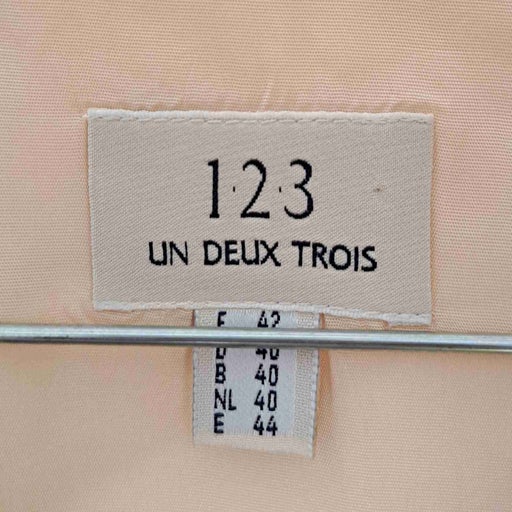 1·2·3
UN DEUX TROIS
F 42
D 40
B 40
NL 40
E 44